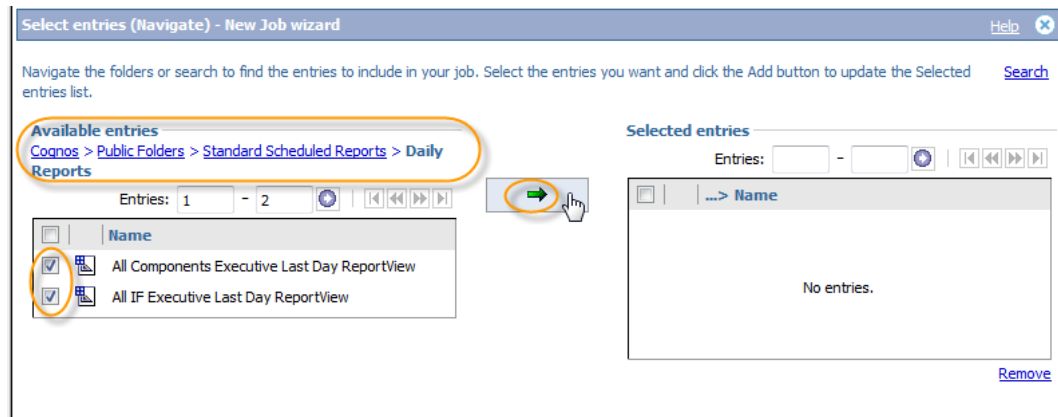 Select entries (Navigate) - New Job wizard
Help
Navigate the folders or search to find the entries to include in your job. Select the entries you want and click the Add button to update the Selected
entries list.
Search
Available entries
Cognos > Public Folders > Standard Scheduled Reports > Daily
Reports
Entries: 1 - 2
Name
All Components Executive Last Day ReportView
All IF Executive Last Day ReportView
Selected entries
Entries: -
...> Name
No entries.
Remove